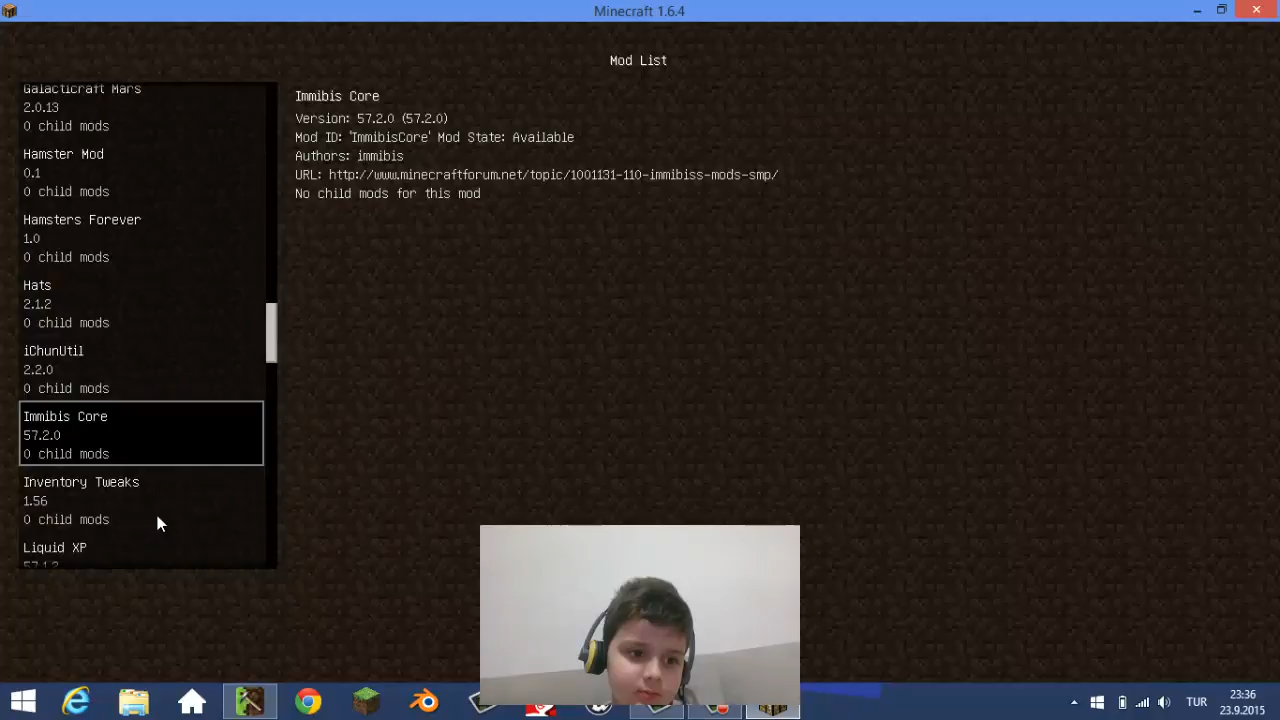 Minecraft 1.6.4
Mod List
Galacticraft Mars
2.0.13
0 child mods
Hamster Mod
0.1
0 child mods
Hamsters Forever
1.0
0 child mods
Hats
2.1.2
0 child mods
iChunUtil
2.2.0
0 child mods
Immibis Core
57.2.0
0 child mods
Inventory Tweaks
1.56
0 child mods
Liquid XP
57.1.2
Immibis Core
Version: 57.2.0 (57.2.0)
Mod ID: 'ImmibisCore' Mod State: Available
Authors: immibis
URL: http://www.minecraftforum.net/topic/1001131-110-immibiss-mods-smp/
No child mods for this mod
TUR
23:36
23.9.2015